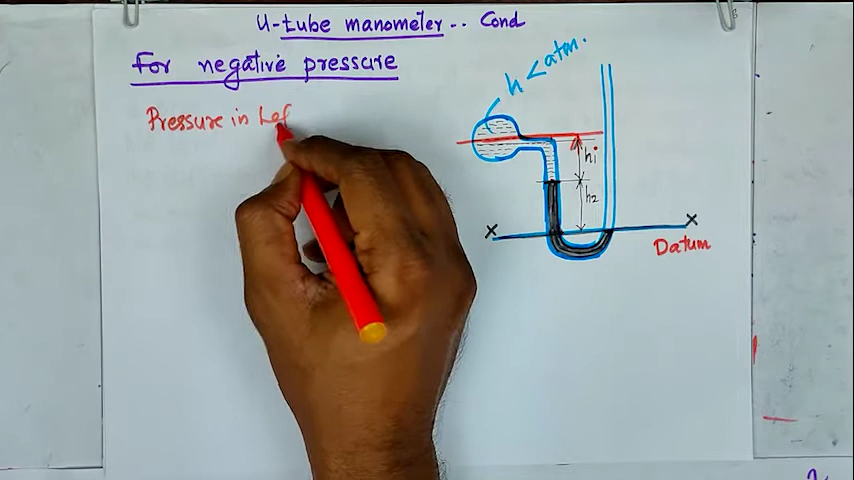 U-tube manometer.. Cond
For negative pressure
Pressure in Lef
h < atm.
h1
h2
X X
Datum